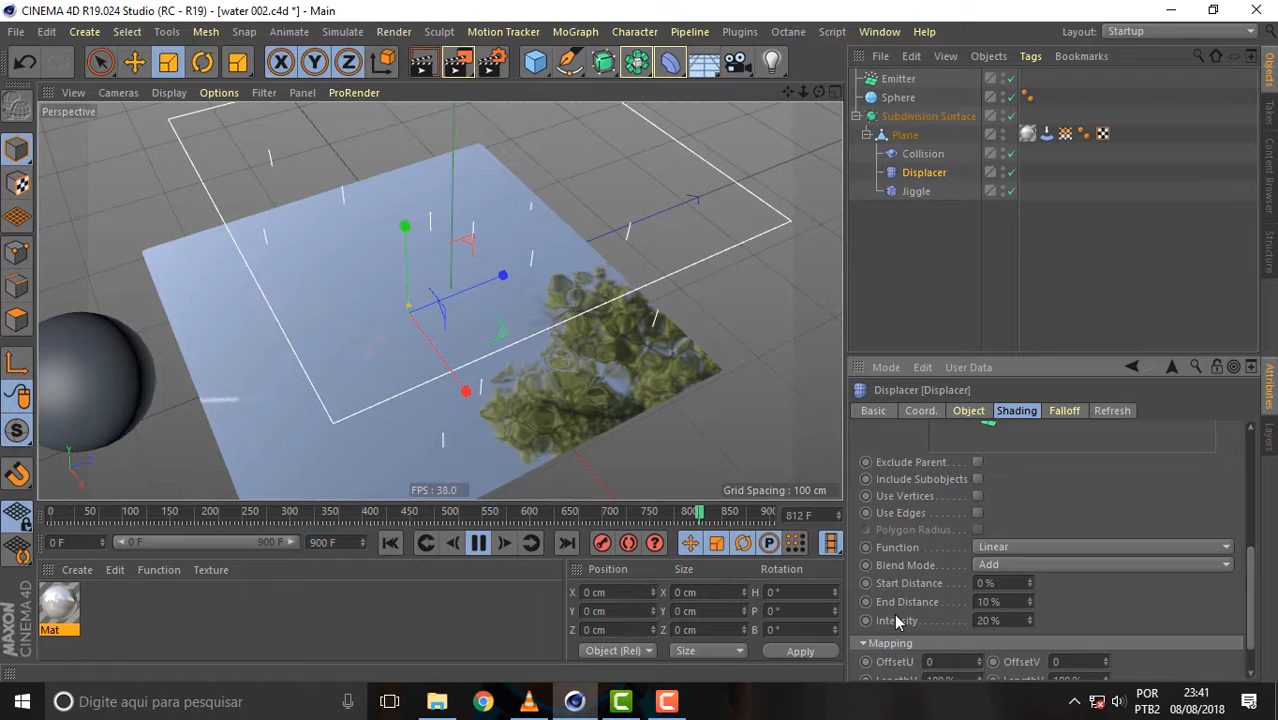 CINEMA 4D R19.024 Studio (RC - R19) - [water 002.c4d *] - Main
File Edit Create Select Tools Mesh Snap Animate Simulate Render Sculpt Motion Tracker MoGraph Character Pipeline Plugins Octane Script Window Help Layout: Startup
File Edit View Objects Tags Bookmarks
Emitter
Sphere
Subdivision Surface
Plane
Collision
Displacer
Jiggle
Objects
Takes
Content Browser
Structure
View Cameras Display Options Filter Panel ProRender
Perspective
X Y Z
FPS : 38.0
Grid Spacing : 100 cm
Mode Edit User Data
Displacer [Displacer]
Basic Coord. Object Shading Falloff Refresh
Exclude Parent
Include Subobjects
Use Vertices
Use Edges
Polygon Radius
Function Linear
Blend Mode Add
Start Distance 0 %
End Distance 10 %
Intensity 20 %
Mapping
OffsetU 0 OffsetV 0
Attributes
Layers
0 50 100 150 200 250 300 350 400 450 500 550 600 650 700 750 800 850 900 812 F
0 F 0 F 900 F 900 F
Create Edit Function Texture
Mat
Position Size Rotation
X 0 cm X 0 cm H 0 °
Y 0 cm Y 0 cm P 0 °
Z 0 cm Z 0 cm B 0 °
Object (Rel) Size Apply
Digite aqui para pesquisar
POR
PTB2
23:41
08/08/2018